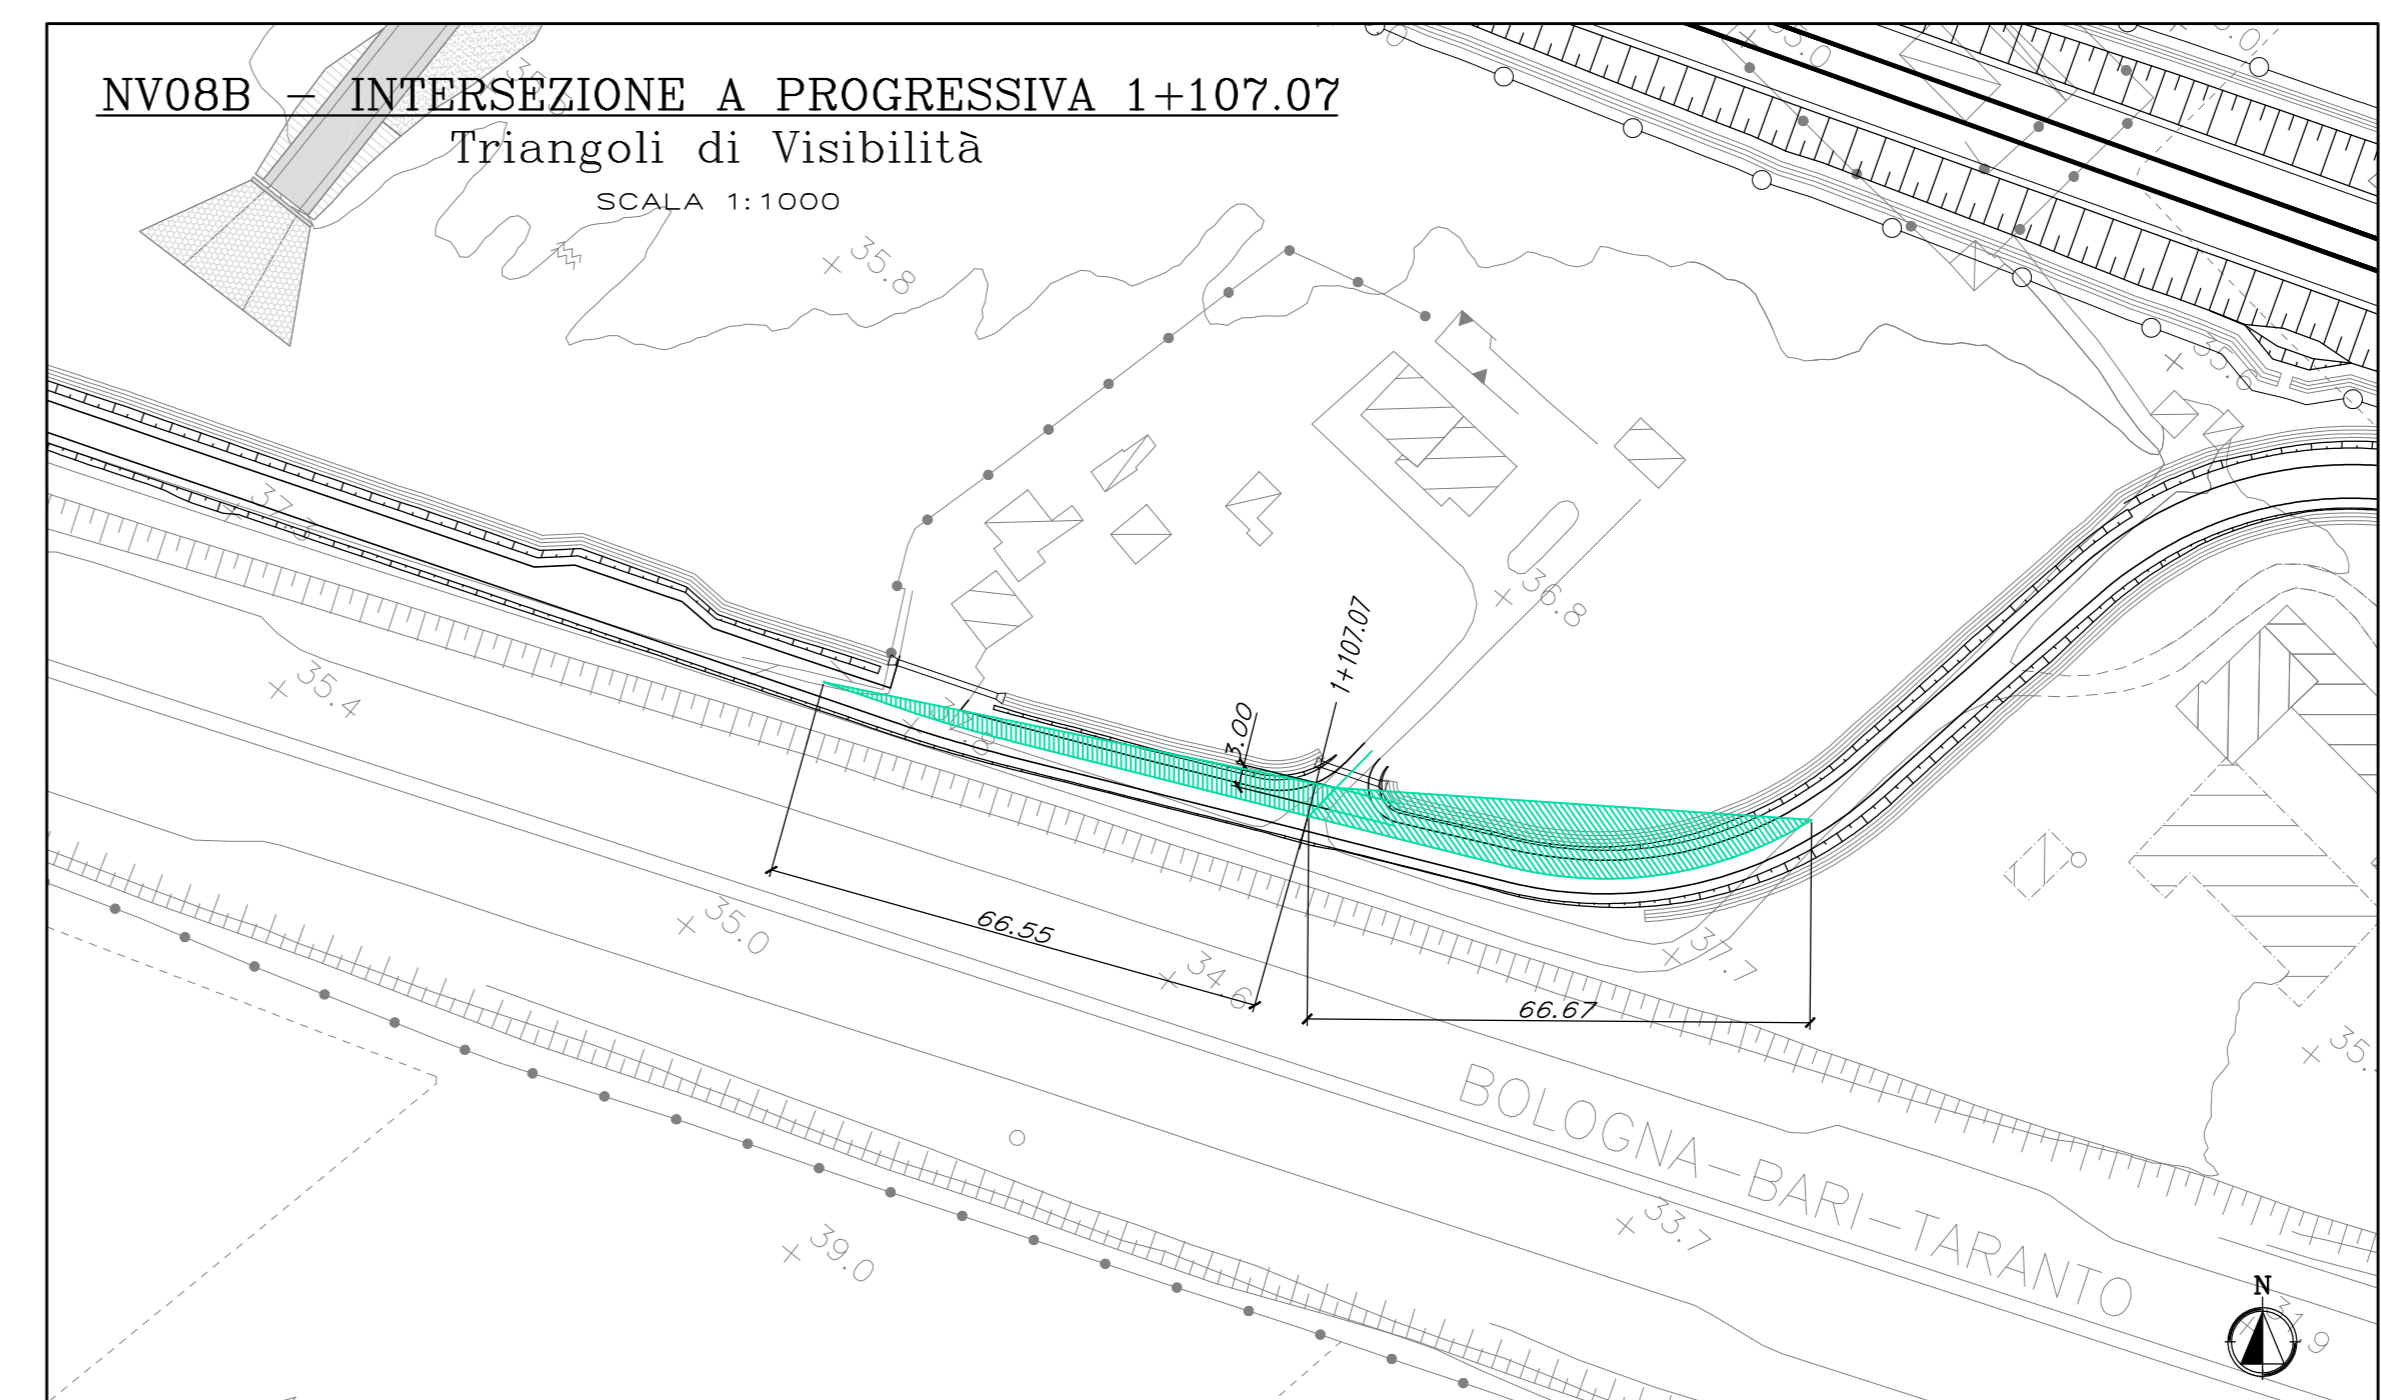 NV08B - INTERSEZIONE A PROGRESSIVA 1+107.07
Triangoli di Visibilità
SCALA 1:1000
35.8
36.8
1+107.07
3.00
35.4
66.55
35.0
34.6
37.7
66.67
BOLOGNA-BARI-TARANTO
33.7
39.0
N